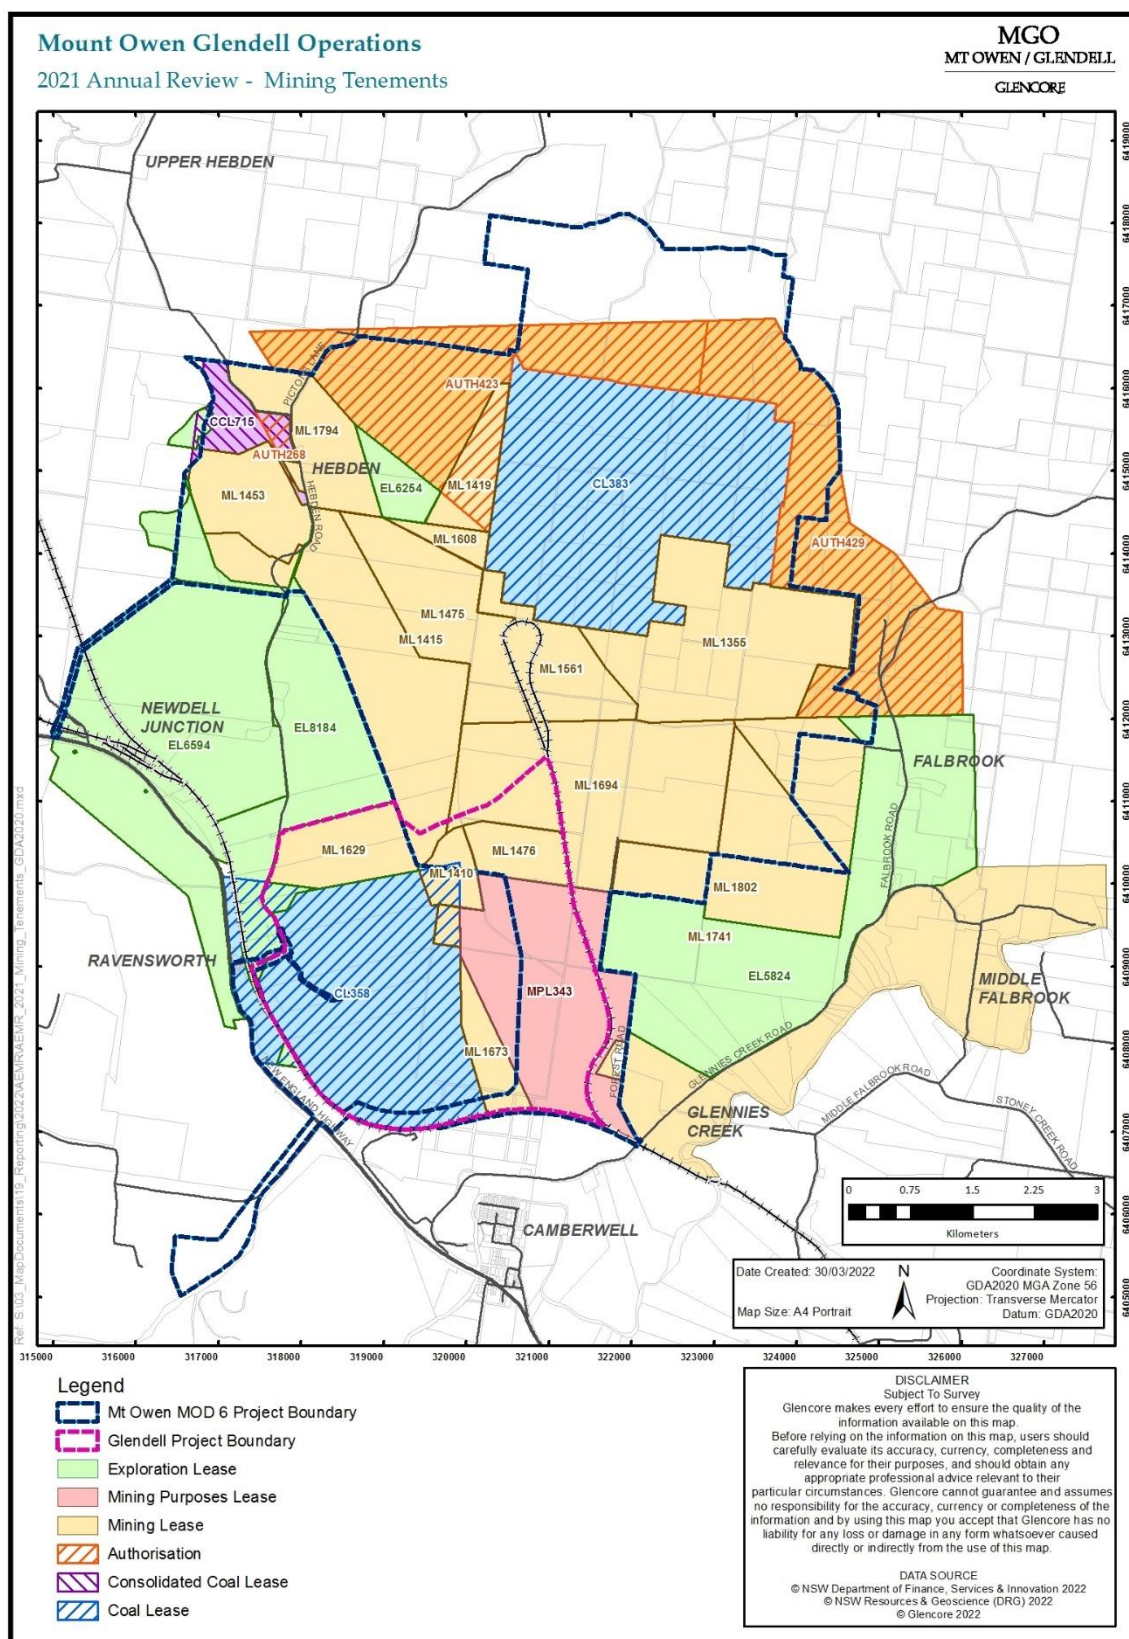 Mount Owen Glendell Operations
2021 Annual Review - Mining Tenements
MGO
MT OWEN / GLENDELL
GLENCORE
UPPER HEBDEN
PICTONS LANE
AUTH423
CCL715
ML1794
AUTH268
HEBDEN
EL6254
ML1419
CL383
ML1453
HEBDEN ROAD
ML1608
AUTH429
ML1475
ML1415
ML1355
ML1561
NEWDELL
JUNCTION
EL6594
EL8184
FALBROOK
ML1694
FALBROOK ROAD
ML1629
ML1476
ML1410
ML1802
ML1741
RAVENSWORTH
EL5824
CL358
MPL343
MIDDLE
FALBROOK
ML1673
FOREST ROAD
GLENNIES CREEK ROAD
NEW ENGLAND HIGHWAY
MIDDLE FALBROOK ROAD
GLENNIES
CREEK
STONEY CREEK ROAD
CAMBERWELL
0 0.75 1.5 2.25 3
Kilometers
Date Created: 30/03/2022
Map Size: A4 Portrait
N
Coordinate System:
GDA2020 MGA Zone 56
Projection: Transverse Mercator
Datum: GDA2020
6419000
6418000
6417000
6416000
6415000
6414000
6413000
6412000
6411000
6410000
6409000
6408000
6407000
6406000
6405000
315000 316000 317000 318000 319000 320000 321000 322000 323000 324000 325000 326000 327000
Ref: S:\03_MapDocuments\19_Reporting\2022\AEMR\AEMR_2021_Mining_Tenements_GDA2020.mxd
Legend
Mt Owen MOD 6 Project Boundary
Glendell Project Boundary
Exploration Lease
Mining Purposes Lease
Mining Lease
Authorisation
Consolidated Coal Lease
Coal Lease
DISCLAIMER
Subject To Survey
Glencore makes every effort to ensure the quality of the
information available on this map.
Before relying on the information on this map, users should
carefully evaluate its accuracy, currency, completeness and
relevance for their purposes, and should obtain any
appropriate professional advice relevant to their
particular circumstances. Glencore cannot guarantee and assumes
no responsibility for the accuracy, currency or completeness of the
information and by using this map you accept that Glencore has no
liability for any loss or damage in any form whatsoever caused
directly or indirectly from the use of this map.
DATA SOURCE
© NSW Department of Finance, Services & Innovation 2022
© NSW Resources & Geoscience (DRG) 2022
© Glencore 2022